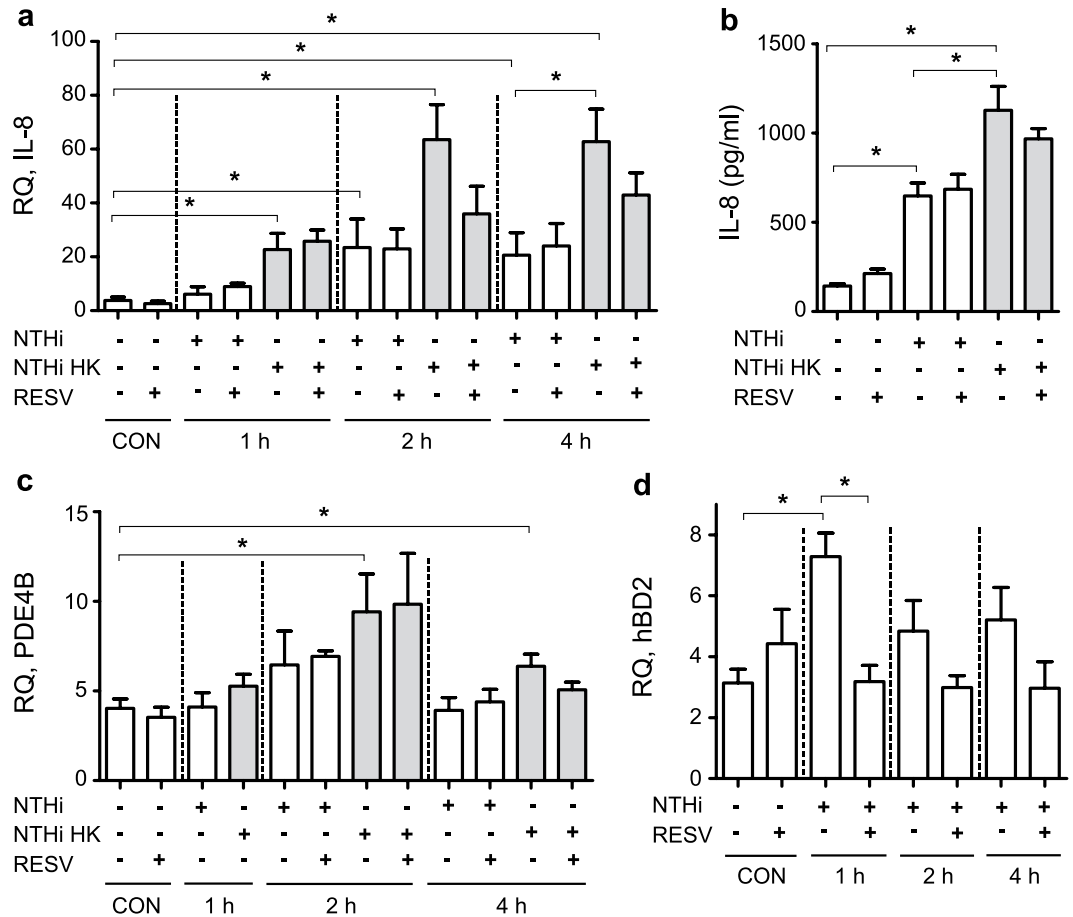 a
RQ, IL-8
100
80
60
40
20
0
* * * * * *
NTHi - - + + - - + + - - + + - -
NTHi HK - - - - + + - - + + - - + +
RESV - + - + - + - + - + - + - +
CON 1 h 2 h 4 h
b
IL-8 (pg/ml)
1500
1000
500
0
* * *
NTHi - - + + - -
NTHi HK - - - - + +
RESV - + - + - +
c
RQ, PDE4B
15
10
5
0
* *
NTHi - - + - + + - - + + - -
NTHi HK - - - + - - + + - - + +
RESV - + - - - + - + - + - +
CON 1 h 2 h 4 h
d
RQ, hBD2
8
6
4
2
0
* *
NTHi - - + + + + + +
RESV - + - + - + - +
CON 1 h 2 h 4 h